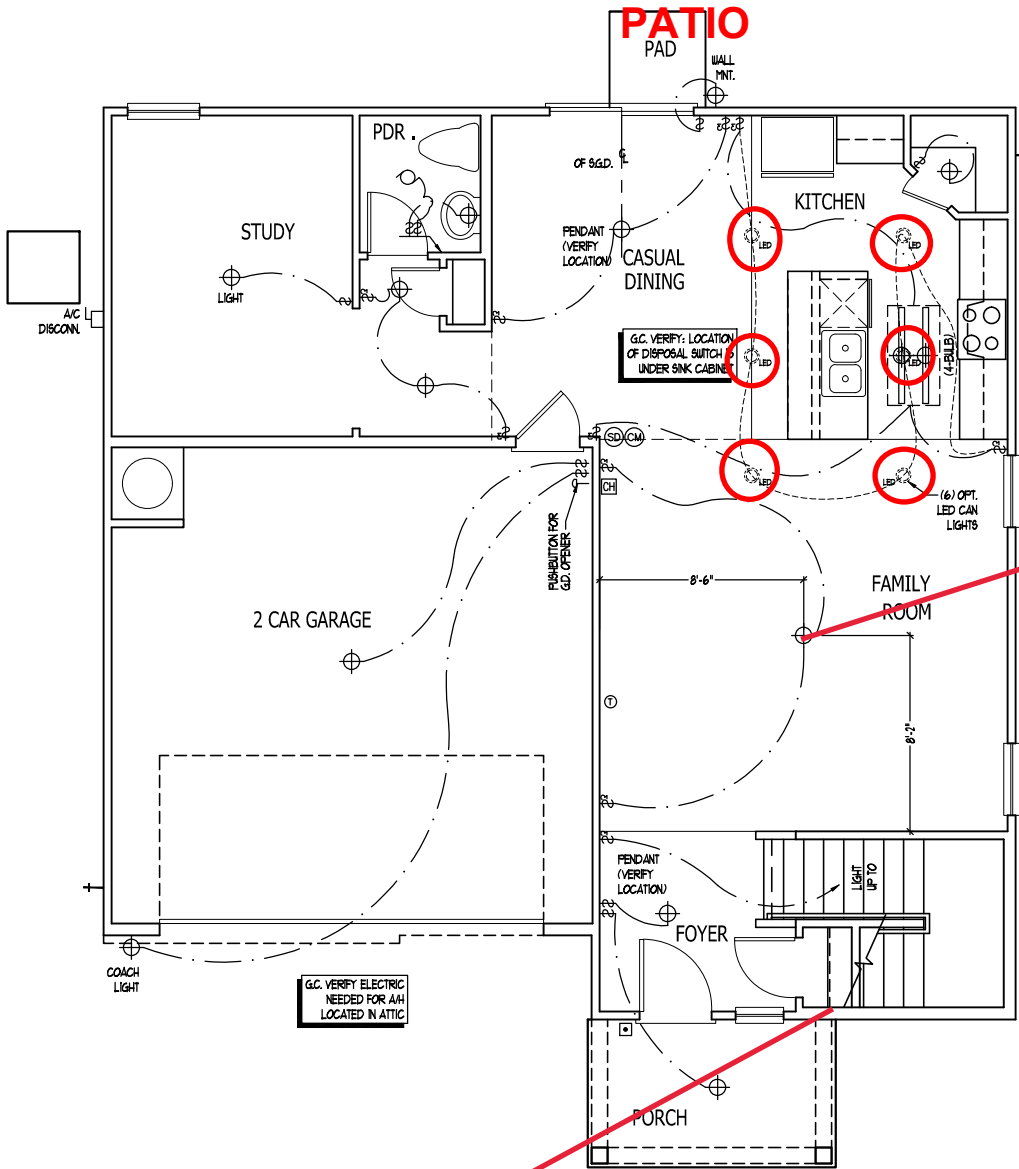 PATIO
PAD
WALL
MNT.
PDR.
OF S.G.D.
CL
KITCHEN
STUDY
PENDANT
(VERIFY
LOCATION)
CASUAL
DINING
LED
LED
LIGHT
A/C
DISCONN.
G.C. VERIFY: LOCATION
OF DISPOSAL SWITCH IS
UNDER SINK CABINET
LED
LED
(4-BULB)
SD
CM
CH
LED
LED
(6) OPT.
LED CAN
LIGHTS
PUSHBUTTON FOR
G.D. OPENER
8'-6"
FAMILY
ROOM
2 CAR GARAGE
T
8'-2"
PENDANT
(VERIFY
LOCATION)
LIGHT
UP TO
FOYER
COACH
LIGHT
G.C. VERIFY ELECTRIC
NEEDED FOR A/H
LOCATED IN ATTIC
PORCH